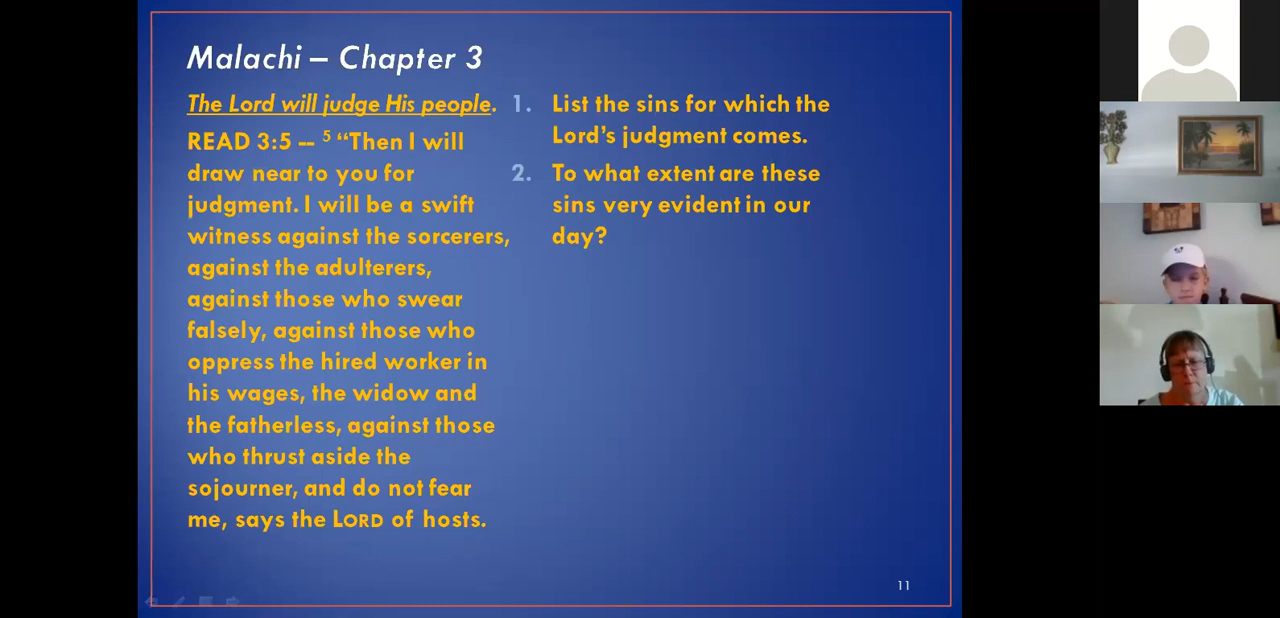 Malachi – Chapter 3
The Lord will judge His people.
READ 3:5 -- 5 “Then I will
draw near to you for
judgment. I will be a swift
witness against the sorcerers,
against the adulterers,
against those who swear
falsely, against those who
oppress the hired worker in
his wages, the widow and
the fatherless, against those
who thrust aside the
sojourner, and do not fear
me, says the LORD of hosts.
1. List the sins for which the
Lord’s judgment comes.
2. To what extent are these
sins very evident in our
day?
11